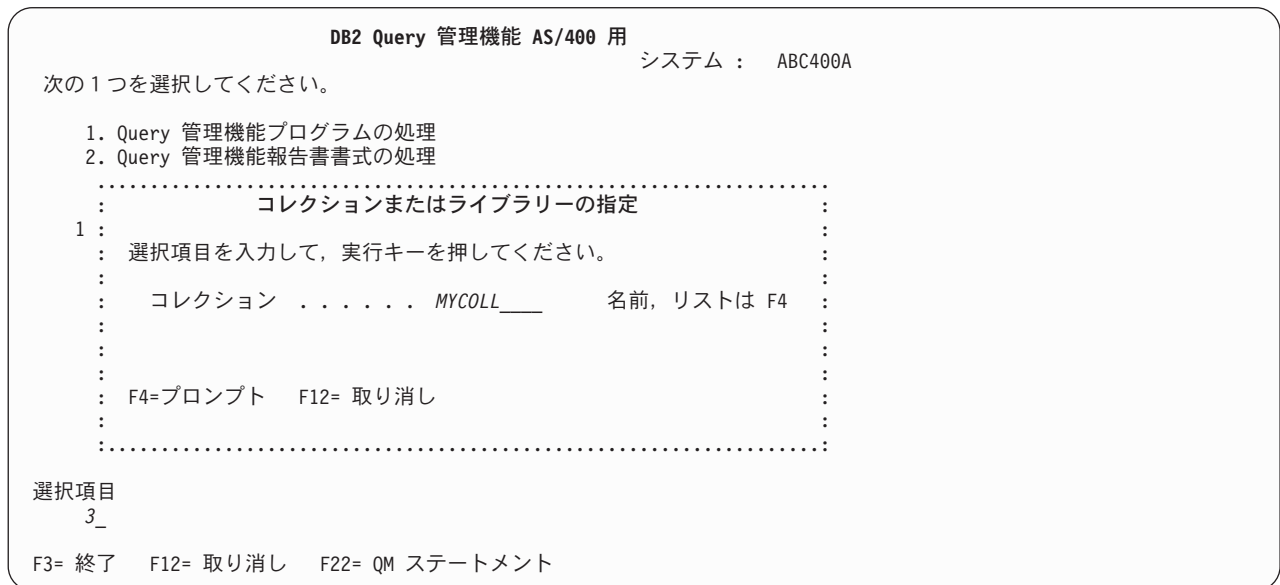 DB2 Query 管理機能 AS/400 用
システム : ABC400A
次の1つを選択してください。
1. Query 管理機能プログラムの処理
2. Query 管理機能報告書書式の処理
......................................................................
: コレクションまたはライブラリーの指定 :
1 : :
: 選択項目を入力して, 実行キーを押してください。 :
: :
: コレクション . . . . . . MYCOLL____ 名前, リストは F4 :
: :
: :
: :
: F4=プロンプト F12= 取り消し :
: :
:....................................................................:
選択項目
3_
F3= 終了 F12= 取り消し F22= QM ステートメント